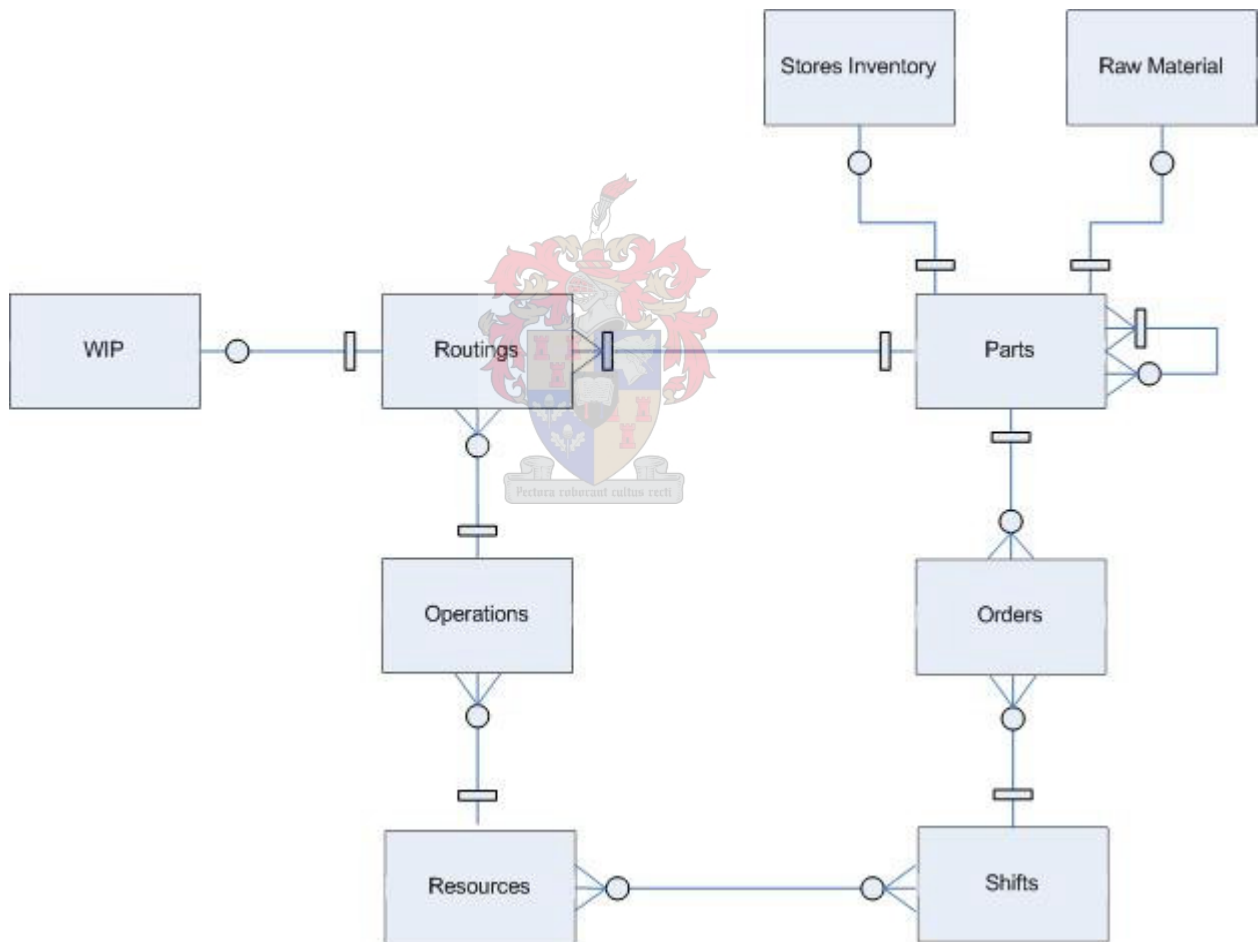 Stores Inventory
Raw Material
WIP
Routings
Parts
Pectora roborant cultus recti
Operations
Orders
Resources
Shifts